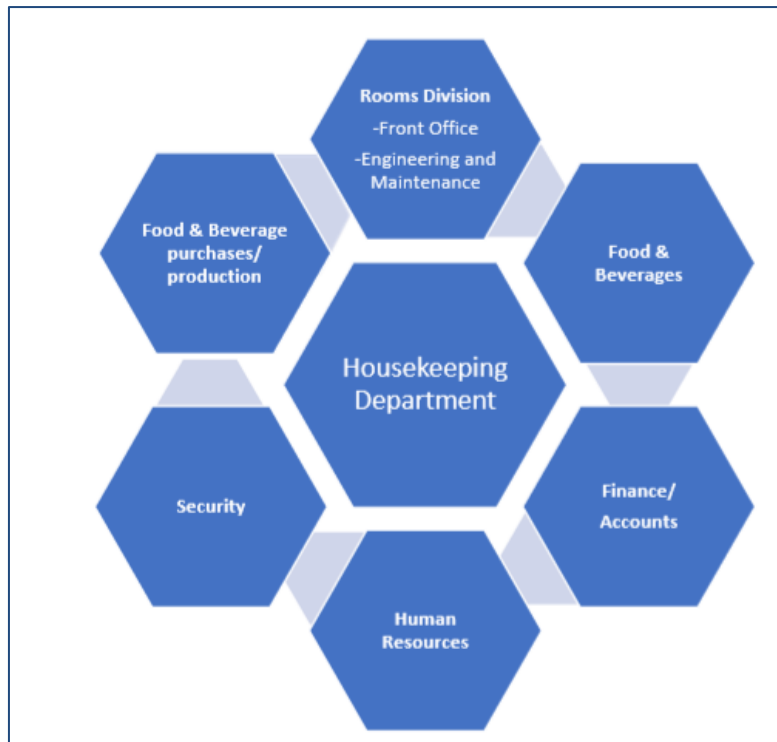 Rooms Division
-Front Office
-Engineering and
Maintenance
Food & Beverage
purchases/
production
Food &
Beverages
Housekeeping
Department
Security
Finance/
Accounts
Human
Resources